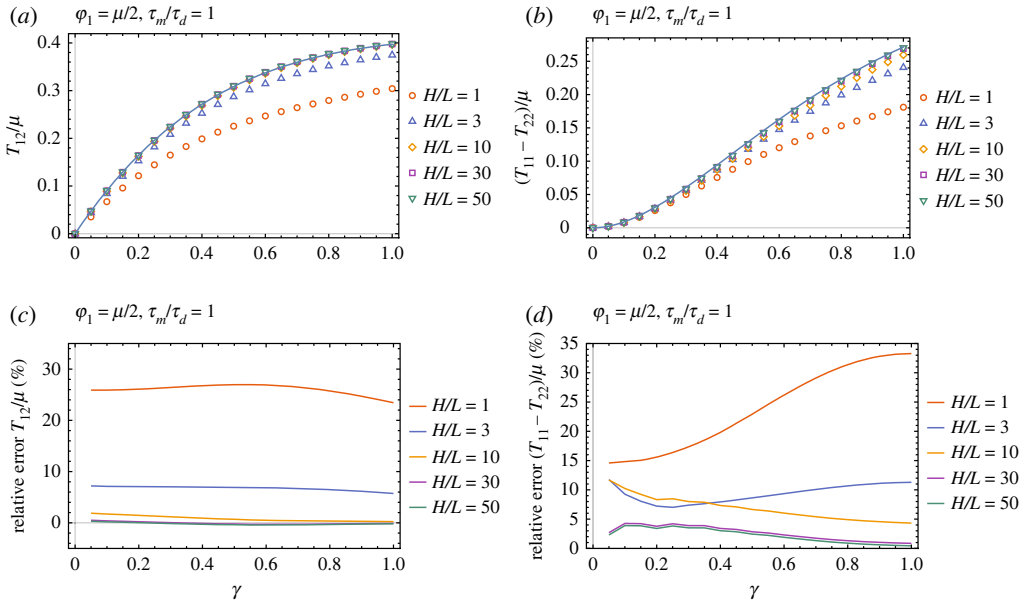 (a) φ1 = μ/2, τm/τd = 1
T12/μ
0.4
0.3
0.2
0.1
0
0 0.2 0.4 0.6 0.8 1.0
H/L = 1
H/L = 3
H/L = 10
H/L = 30
H/L = 50
(b) φ1 = μ/2, τm/τd = 1
(T11 − T22)/μ
0.25
0.20
0.15
0.10
0.05
0
0 0.2 0.4 0.6 0.8 1.0
H/L = 1
H/L = 3
H/L = 10
H/L = 30
H/L = 50
(c) φ1 = μ/2, τm/τd = 1
relative error T12/μ (%)
30
20
10
0
0 0.2 0.4 0.6 0.8 1.0
γ
H/L = 1
H/L = 3
H/L = 10
H/L = 30
H/L = 50
(d) φ1 = μ/2, τm/τd = 1
relative error (T11 − T22)/μ (%)
35
30
25
20
15
10
5
0
0 0.2 0.4 0.6 0.8 1.0
γ
H/L = 1
H/L = 3
H/L = 10
H/L = 30
H/L = 50